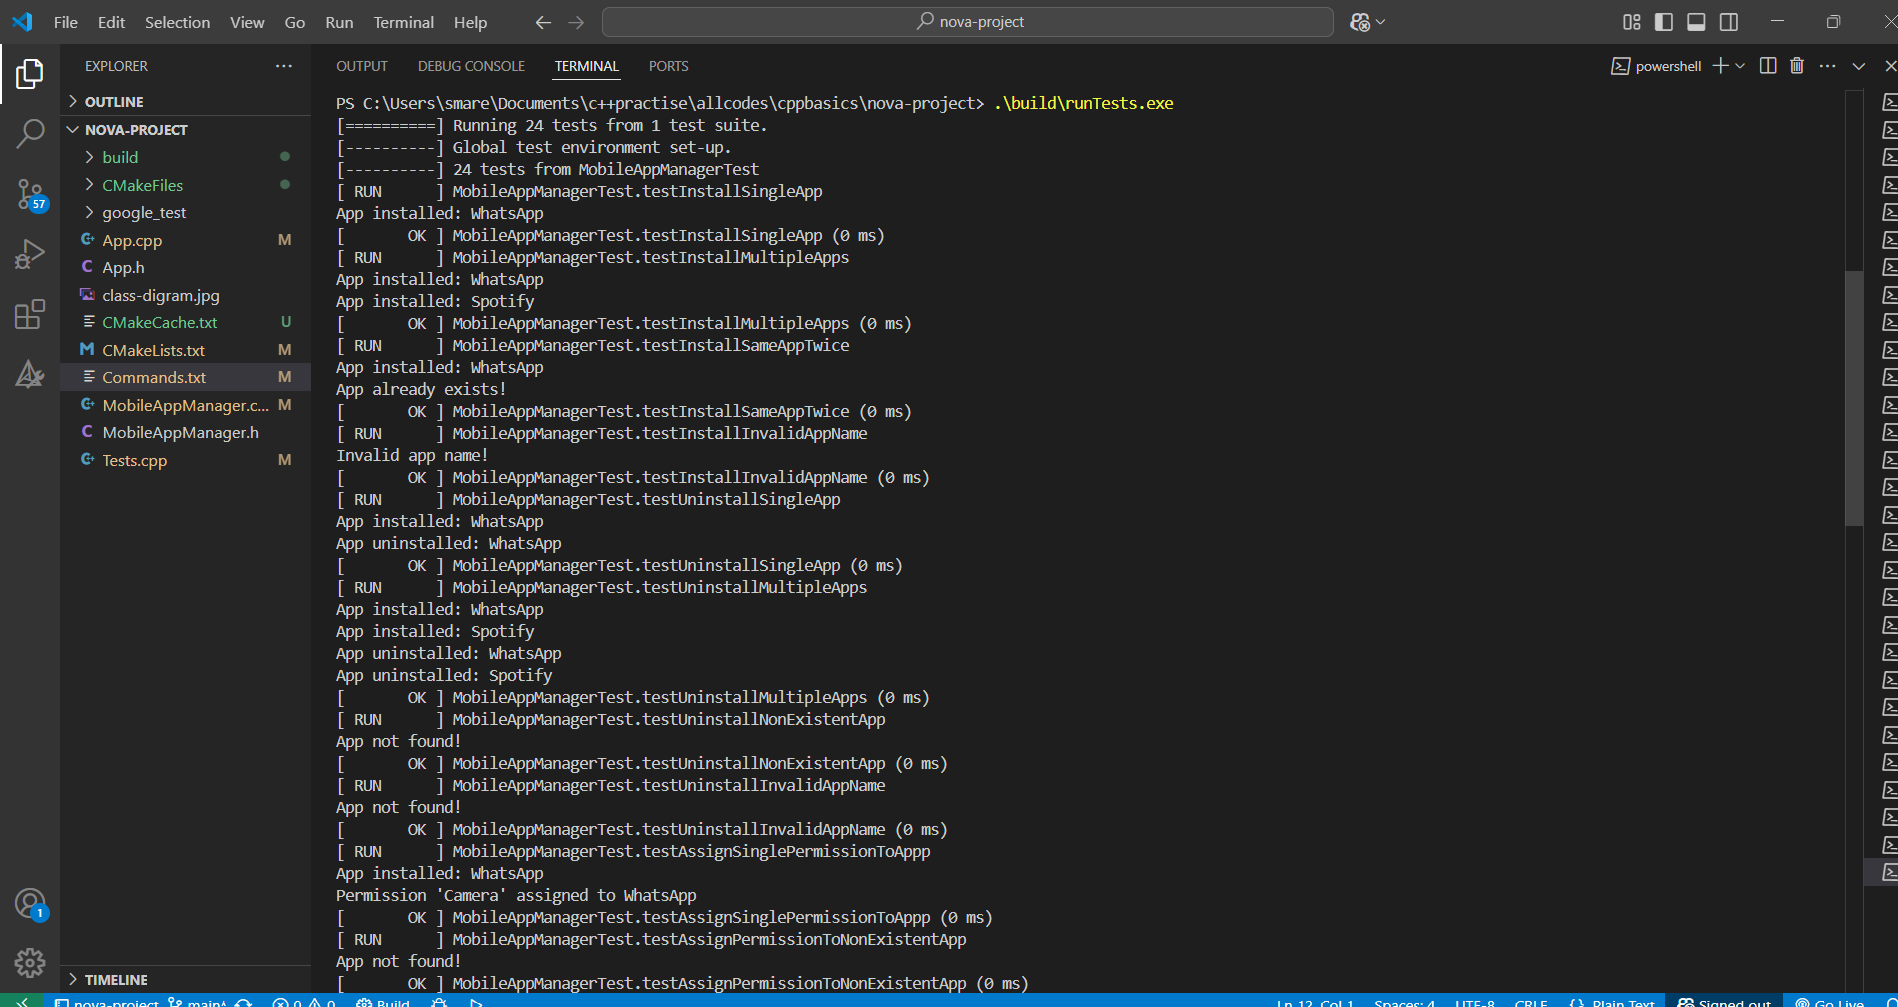 File Edit Selection View Go Run Terminal Help
nova-project
EXPLORER
OUTLINE
NOVA-PROJECT
build
CMakeFiles
google_test
App.cpp M
App.h
class-digram.jpg
CMakeCache.txt U
CMakeLists.txt M
Commands.txt M
MobileAppManager.c... M
MobileAppManager.h
Tests.cpp M
TIMELINE
57
1
OUTPUT DEBUG CONSOLE TERMINAL PORTS
powershell
PS C:\Users\smare\Documents\c++practise\allcodes\cppbasics\nova-project> .\build\runTests.exe
[==========] Running 24 tests from 1 test suite.
[----------] Global test environment set-up.
[----------] 24 tests from MobileAppManagerTest
[ RUN      ] MobileAppManagerTest.testInstallSingleApp
App installed: WhatsApp
[       OK ] MobileAppManagerTest.testInstallSingleApp (0 ms)
[ RUN      ] MobileAppManagerTest.testInstallMultipleApps
App installed: WhatsApp
App installed: Spotify
[       OK ] MobileAppManagerTest.testInstallMultipleApps (0 ms)
[ RUN      ] MobileAppManagerTest.testInstallSameAppTwice
App installed: WhatsApp
App already exists!
[       OK ] MobileAppManagerTest.testInstallSameAppTwice (0 ms)
[ RUN      ] MobileAppManagerTest.testInstallInvalidAppName
Invalid app name!
[       OK ] MobileAppManagerTest.testInstallInvalidAppName (0 ms)
[ RUN      ] MobileAppManagerTest.testUninstallSingleApp
App installed: WhatsApp
App uninstalled: WhatsApp
[       OK ] MobileAppManagerTest.testUninstallSingleApp (0 ms)
[ RUN      ] MobileAppManagerTest.testUninstallMultipleApps
App installed: WhatsApp
App installed: Spotify
App uninstalled: WhatsApp
App uninstalled: Spotify
[       OK ] MobileAppManagerTest.testUninstallMultipleApps (0 ms)
[ RUN      ] MobileAppManagerTest.testUninstallNonExistentApp
App not found!
[       OK ] MobileAppManagerTest.testUninstallNonExistentApp (0 ms)
[ RUN      ] MobileAppManagerTest.testUninstallInvalidAppName
App not found!
[       OK ] MobileAppManagerTest.testUninstallInvalidAppName (0 ms)
[ RUN      ] MobileAppManagerTest.testAssignSinglePermissionToAppp
App installed: WhatsApp
Permission 'Camera' assigned to WhatsApp
[       OK ] MobileAppManagerTest.testAssignSinglePermissionToAppp (0 ms)
[ RUN      ] MobileAppManagerTest.testAssignPermissionToNonExistentApp
App not found!
[       OK ] MobileAppManagerTest.testAssignPermissionToNonExistentApp (0 ms)
nova-project main* 0 0 Build Ln 12, Col 1 Spaces: 4 UTF-8 CRLF {} Plain Text Signed out Go Live